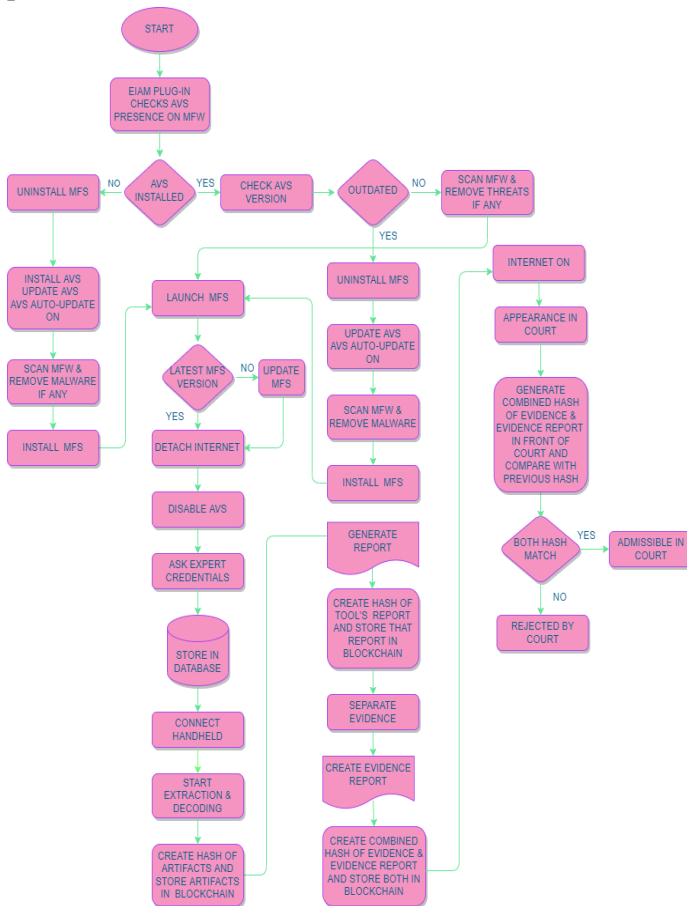 START
EIAM PLUG-IN
CHECKS AVS
PRESENCE ON MFW
UNINSTALL MFS
NO
AVS
INSTALLED
YES
CHECK AVS
VERSION
OUTDATED
NO
SCAN MFW &
REMOVE THREATS
IF ANY
YES
INSTALL AVS
UPDATE AVS
AVS AUTO-UPDATE
ON
SCAN MFW &
REMOVE MALWARE
IF ANY
INSTALL MFS
LAUNCH MFS
LATEST MFS
VERSION
NO
UPDATE
MFS
YES
DETACH INTERNET
DISABLE AVS
ASK EXPERT
CREDENTIALS
STORE IN
DATABASE
CONNECT
HANDHELD
START
EXTRACTION &
DECODING
CREATE HASH OF
ARTIFACTS AND
STORE ARTIFACTS
IN BLOCKCHAIN
UNINSTALL MFS
UPDATE AVS
AVS AUTO-UPDATE
ON
SCAN MFW &
REMOVE MALWARE
INSTALL MFS
GENERATE
REPORT
CREATE HASH OF
TOOL'S REPORT
AND STORE THAT
REPORT IN
BLOCKCHAIN
SEPARATE
EVIDENCE
CREATE EVIDENCE
REPORT
CREATE COMBINED
HASH OF EVIDENCE &
EVIDENCE REPORT
AND STORE BOTH IN
BLOCKCHAIN
INTERNET ON
APPEARANCE IN
COURT
GENERATE
COMBINED HASH
OF EVIDENCE &
EVIDENCE REPORT
IN FRONT OF
COURT AND
COMPARE WITH
PREVIOUS HASH
BOTH HASH
MATCH
YES
ADMISSIBLE IN
COURT
NO
REJECTED BY
COURT